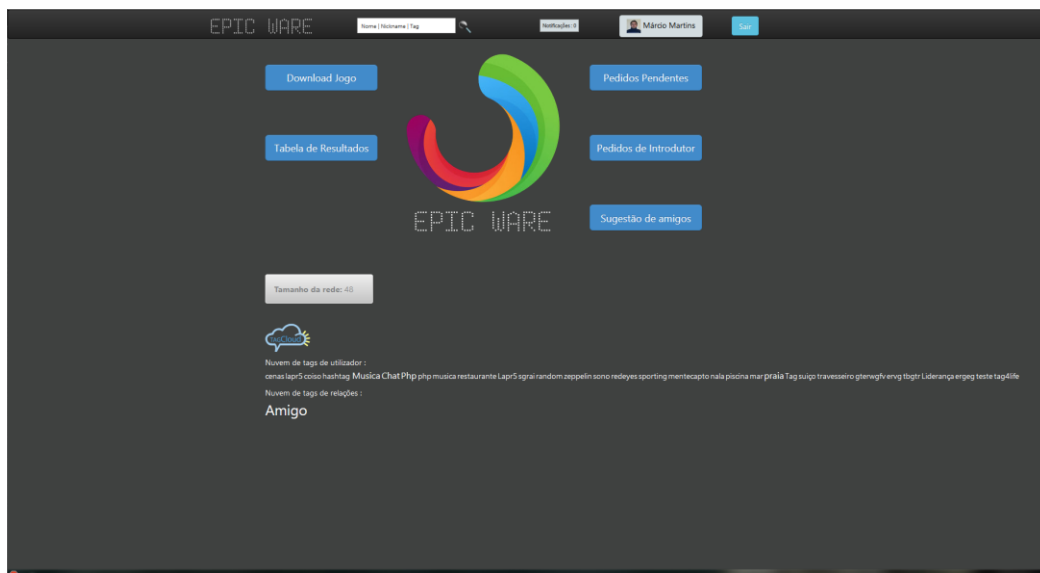 EPIC WARE
Nome | Nickname | Tag
Notificações: 0
Márcio Martins
Sair
Download Jogo
Pedidos Pendentes
Tabela de Resultados
Pedidos de Introdutor
EPIC WARE
Sugestão de amigos
Tamanho da rede: 48
TAGCloud
Nuvem de tags de utilizador :
cenas lapr5 coiso hashtag Musica Chat Php php musica restaurante Lapr5 sgrai random zeppelin sono redeyes sporting mentecapto nala piscina mar praia Tag suiço travesseiro gterwgfv ervg tbgtr Liderança ergeg teste tag4life
Nuvem de tags de relações :
Amigo